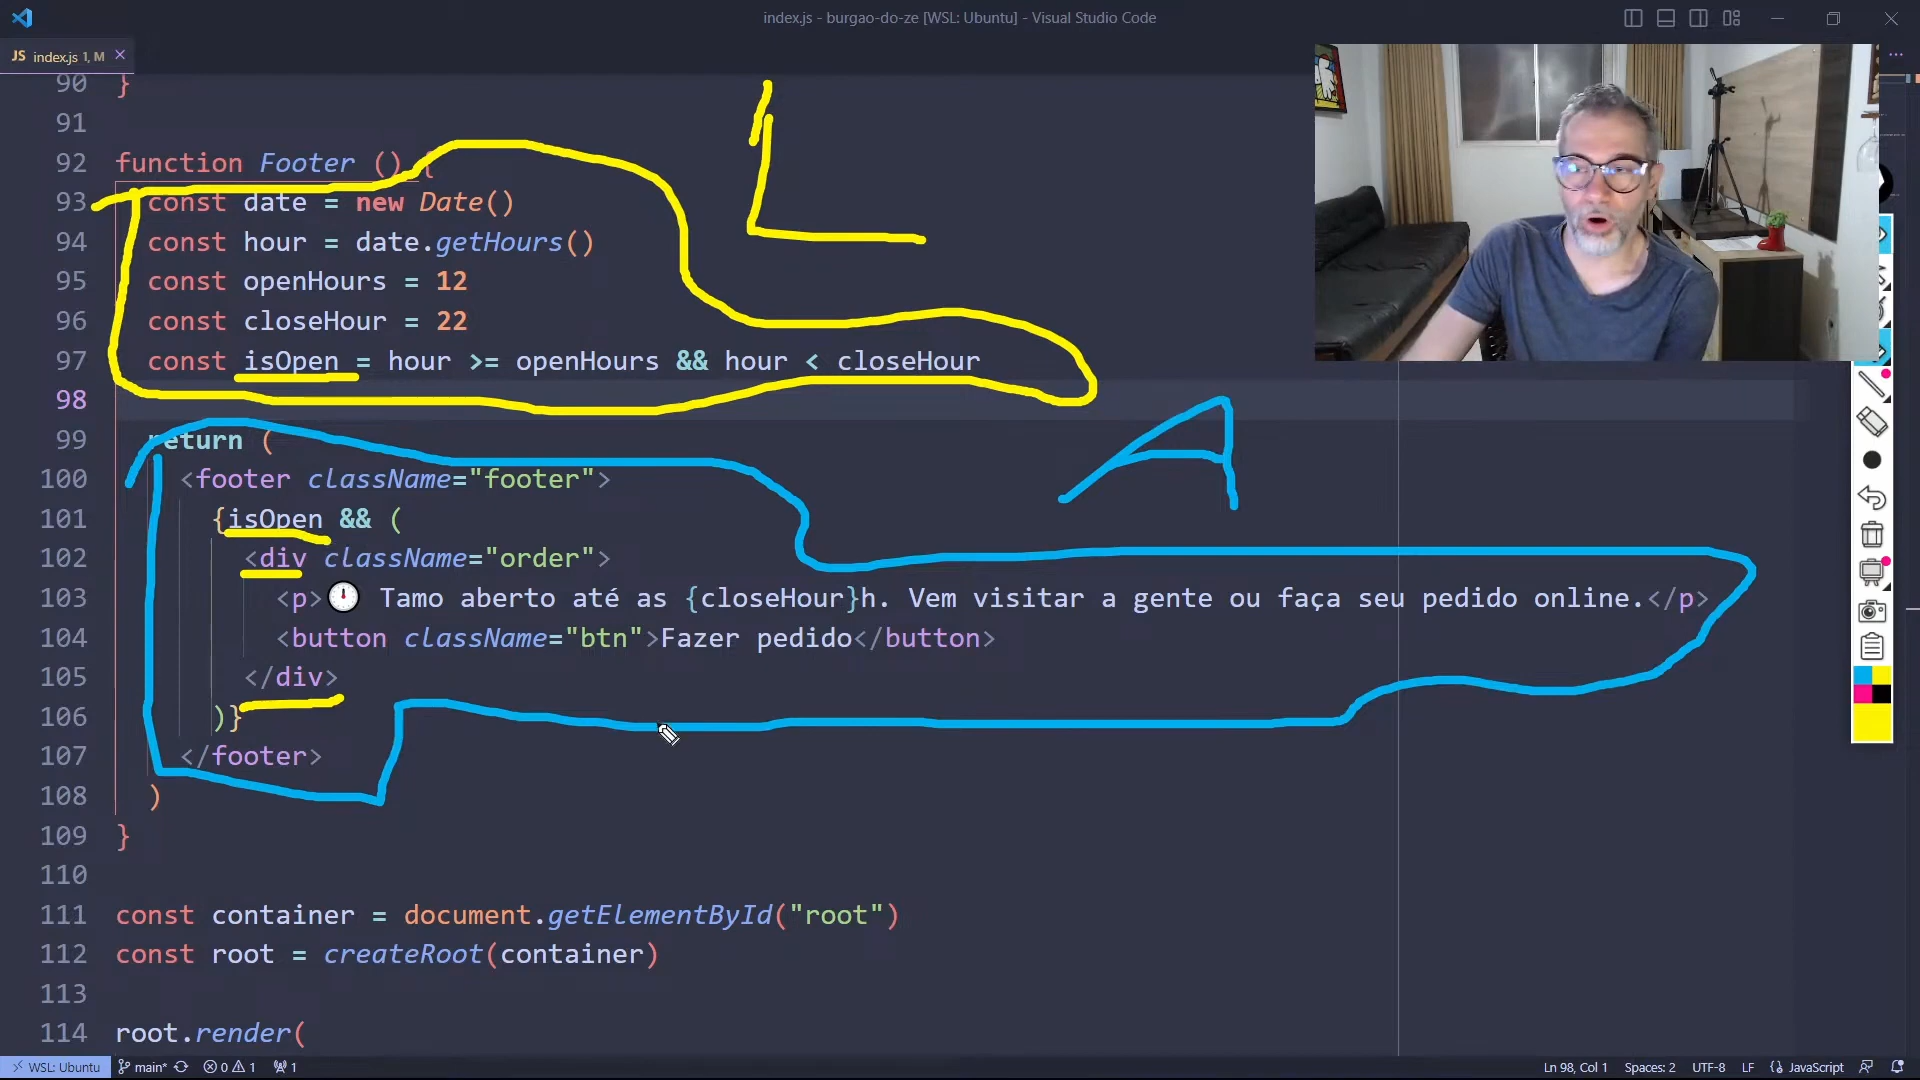 index.js - burgao-do-ze [WSL: Ubuntu] - Visual Studio Code
JS index.js 1, M
90 }
91
92 function Footer () {
93 const date = new Date()
94 const hour = date.getHours()
95 const openHours = 12
96 const closeHour = 22
97 const isOpen = hour >= openHours && hour < closeHour
98
99 return (
100 <footer className="footer">
101 {isOpen && (
102 <div className="order">
103 <p>🕛 Tamo aberto até as {closeHour}h. Vem visitar a gente ou faça seu pedido online.</p>
104 <button className="btn">Fazer pedido</button>
105 </div>
106 )}
107 </footer>
108 )
109 }
110
111 const container = document.getElementById("root")
112 const root = createRoot(container)
113
114 root.render(
L
A
WSL: Ubuntu main* 0 1 1 Ln 98, Col 1 Spaces: 2 UTF-8 LF {} JavaScript